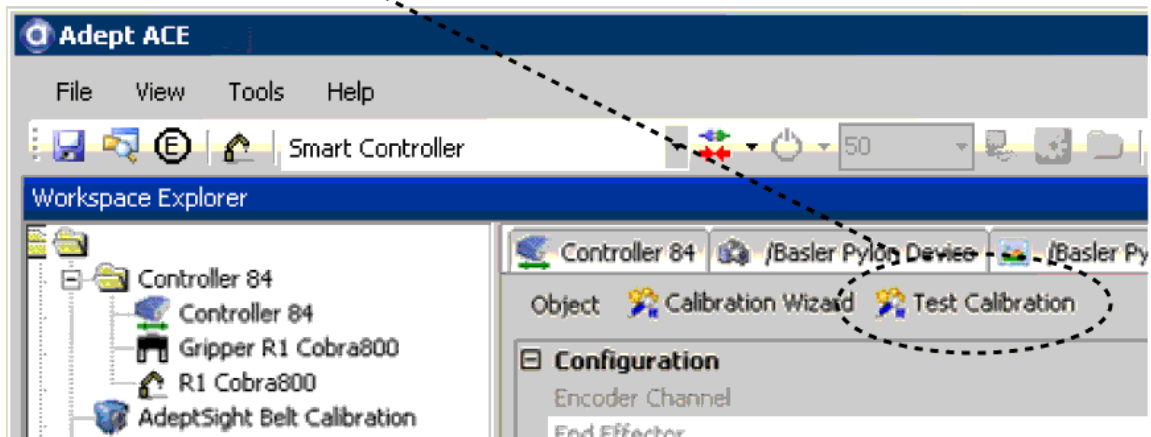 Adept ACE
File View Tools Help
E Smart Controller 50
Workspace Explorer
Controller 84 /Basler Pylon Device /Basler Py
Controller 84
Object Calibration Wizard Test Calibration
Controller 84
Gripper R1 Cobra800
Configuration
R1 Cobra800
Encoder Channel
AdeptSight Belt Calibration
End Effector